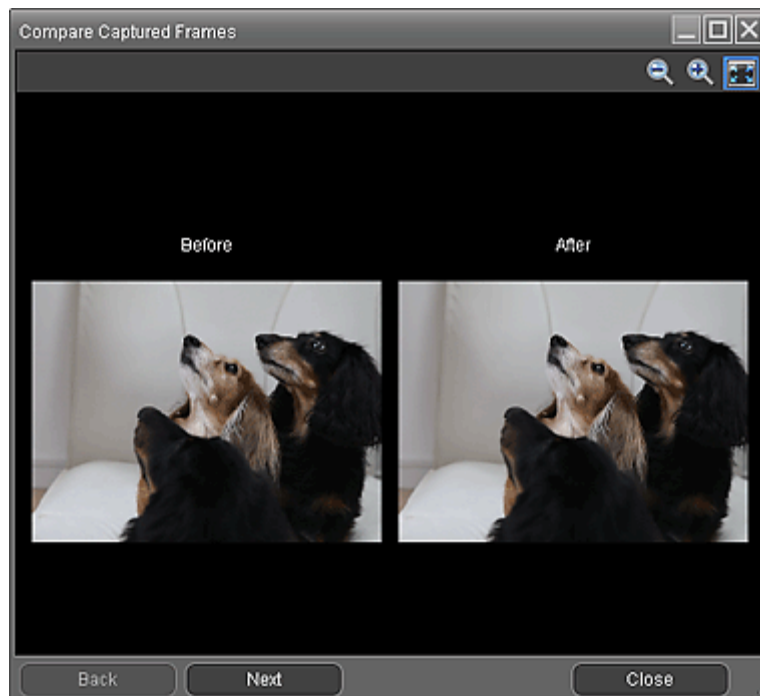 Compare Captured Frames
Before
After
Back
Next
Close